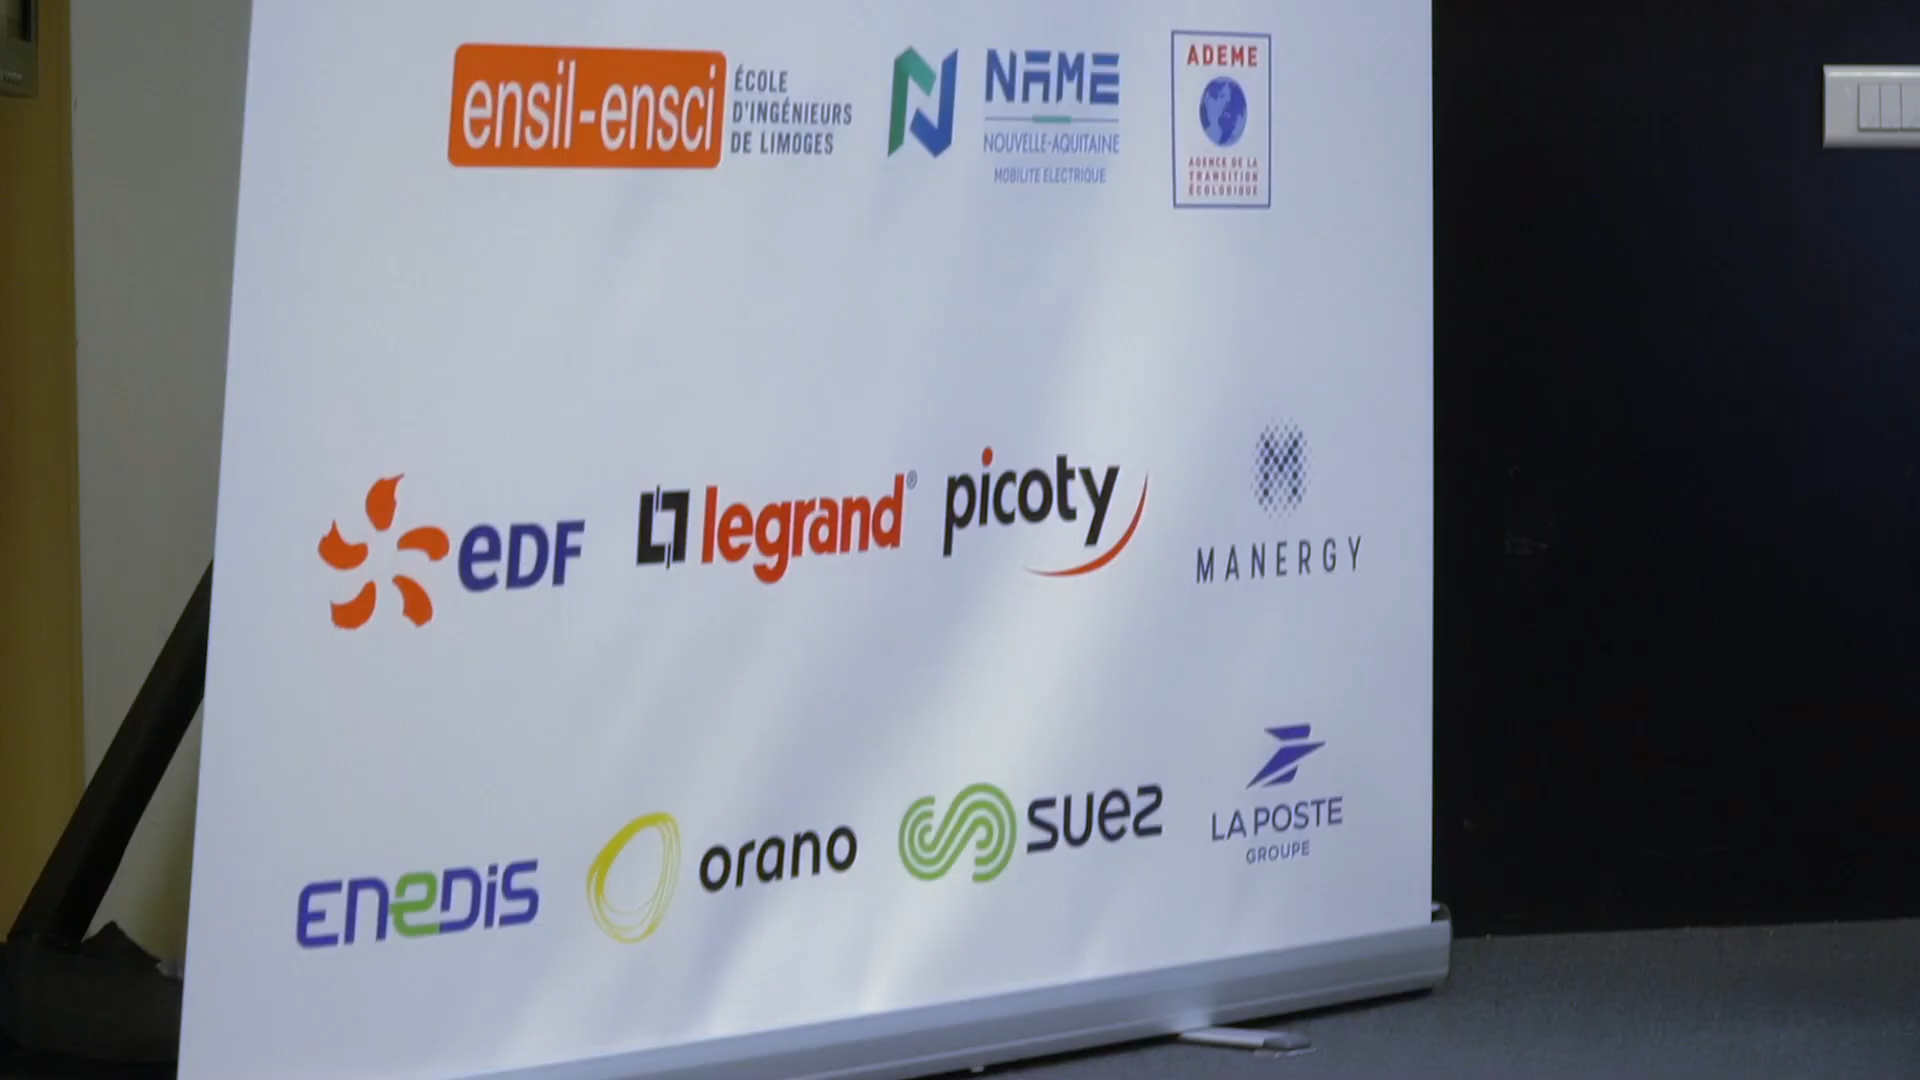 ensil-ensci
ÉCOLE
D'INGÉNIEURS
DE LIMOGES
NAME
NOUVELLE-AQUITAINE
MOBILITE ELECTRIQUE
ADEME
AGENCE DE LA
TRANSITION
ÉCOLOGIQUE
eDF
legrand®
picoty
MANERGY
ENEDIS
orano
suez
LA POSTE
GROUPE